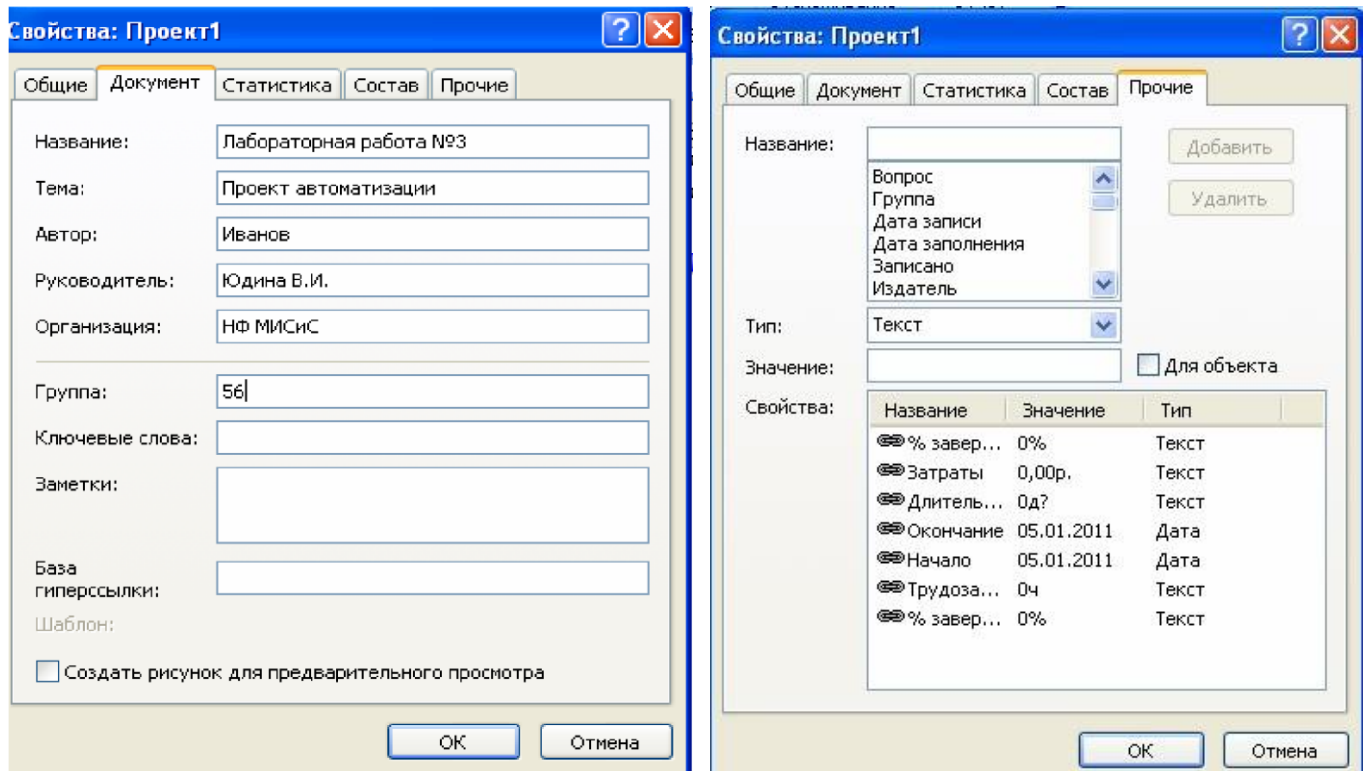 Свойства: Проект1
Общие Документ Статистика Состав Прочие
Название: Лабораторная работа №3
Тема: Проект автоматизации
Автор: Иванов
Руководитель: Юдина В.И.
Организация: НФ МИСиС
Группа: 56
Ключевые слова:
Заметки:
База
гиперссылки:
Шаблон:
Создать рисунок для предварительного просмотра
ОК Отмена
Свойства: Проект1
Общие Документ Статистика Состав Прочие
Название: Добавить
Вопрос
Группа Удалить
Дата записи
Дата заполнения
Записано
Издатель
Тип: Текст
Значение: Для объекта
Свойства: Название Значение Тип
% завер... 0% Текст
Затраты 0,00р. Текст
Длитель... 0д? Текст
Окончание 05.01.2011 Дата
Начало 05.01.2011 Дата
Трудоза... 0ч Текст
% завер... 0% Текст
ОК Отмена